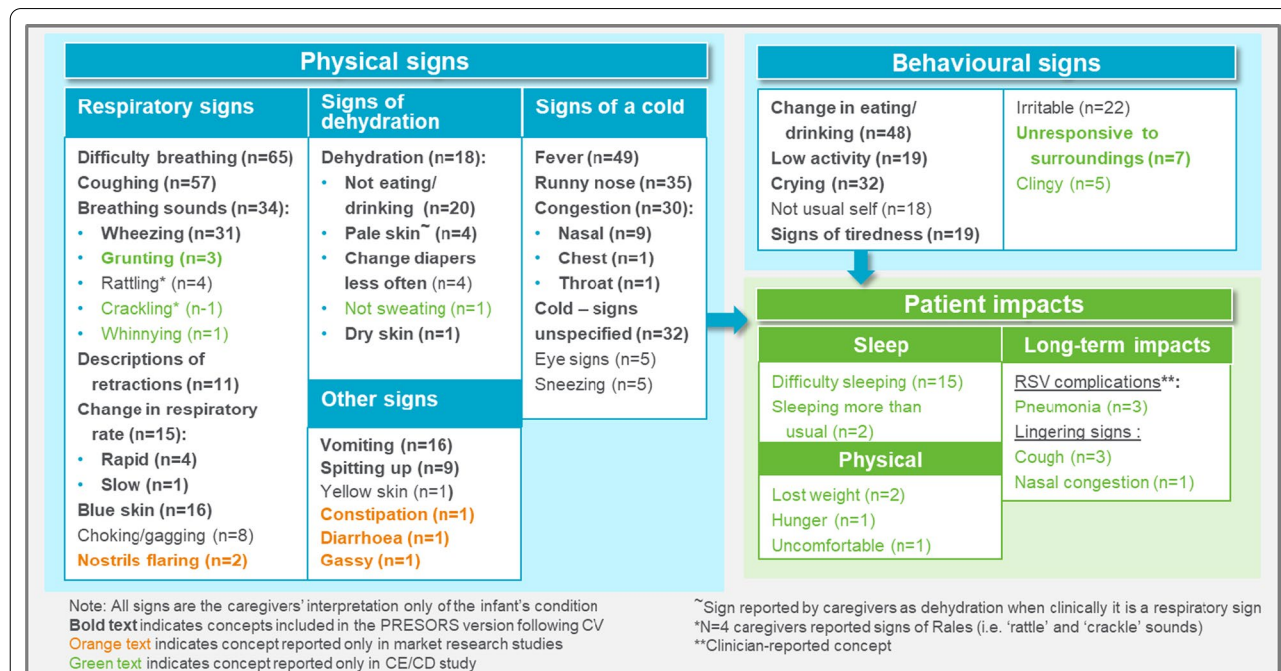 Physical signs
Respiratory signs
Difficulty breathing (n=65)
Coughing (n=57)
Breathing sounds (n=34):
• Wheezing (n=31)
• Grunting (n=3)
• Rattling* (n=4)
• Crackling* (n-1)
• Whinnying (n=1)
Descriptions of
retractions (n=11)
Change in respiratory
rate (n=15):
• Rapid (n=4)
• Slow (n=1)
Blue skin (n=16)
Choking/gagging (n=8)
Nostrils flaring (n=2)
Signs of
dehydration
Dehydration (n=18):
• Not eating/
drinking (n=20)
• Pale skin~ (n=4)
• Change diapers
less often (n=4)
• Not sweating (n=1)
• Dry skin (n=1)
Other signs
Vomiting (n=16)
Spitting up (n=9)
Yellow skin (n=1)
Constipation (n=1)
Diarrhoea (n=1)
Gassy (n=1)
Signs of a cold
Fever (n=49)
Runny nose (n=35)
Congestion (n=30):
• Nasal (n=9)
• Chest (n=1)
• Throat (n=1)
Cold – signs
unspecified (n=32)
Eye signs (n=5)
Sneezing (n=5)
Behavioural signs
Change in eating/
drinking (n=48)
Low activity (n=19)
Crying (n=32)
Not usual self (n=18)
Signs of tiredness (n=19)
Irritable (n=22)
Unresponsive to
surroundings (n=7)
Clingy (n=5)
Patient impacts
Sleep
Difficulty sleeping (n=15)
Sleeping more than
usual (n=2)
Physical
Lost weight (n=2)
Hunger (n=1)
Uncomfortable (n=1)
Long-term impacts
RSV complications**:
Pneumonia (n=3)
Lingering signs :
Cough (n=3)
Nasal congestion (n=1)
Note: All signs are the caregivers' interpretation only of the infant's condition
Bold text indicates concepts included in the PRESORS version following CV
Orange text indicates concept reported only in market research studies
Green text indicates concept reported only in CE/CD study
~Sign reported by caregivers as dehydration when clinically it is a respiratory sign
*N=4 caregivers reported signs of Rales (i.e. 'rattle' and 'crackle' sounds)
**Clinician-reported concept